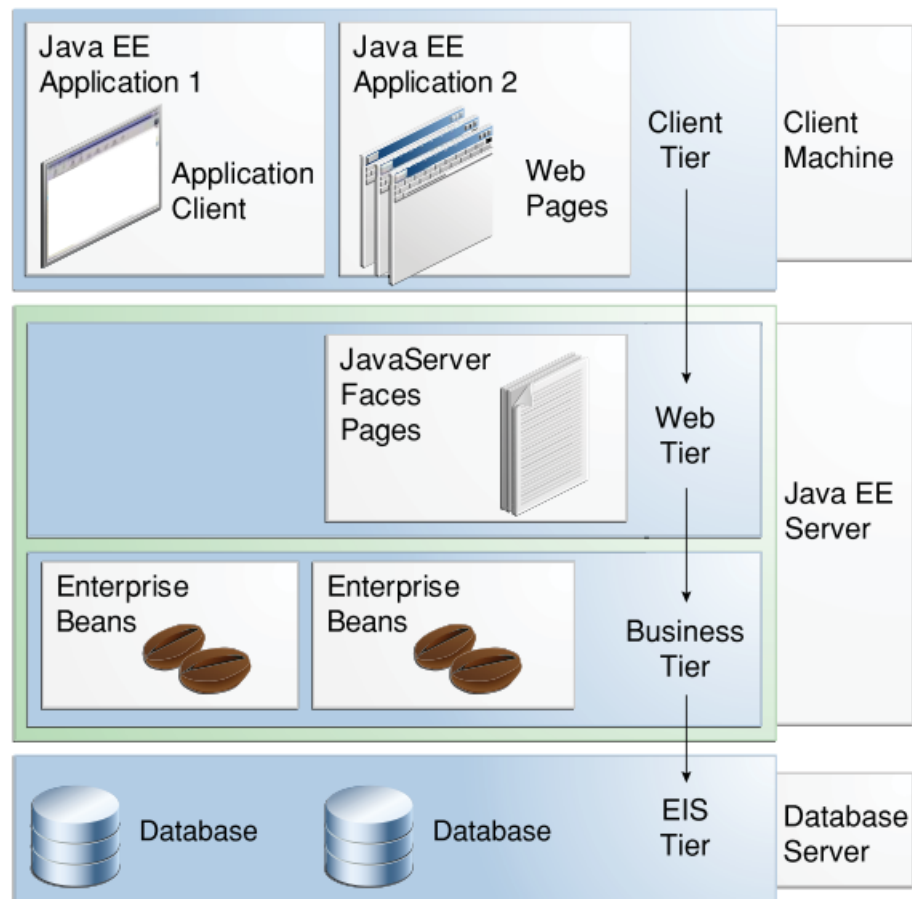 Java EE
Application 1
Application
Client
Java EE
Application 2
Web
Pages
Client
Tier
Client
Machine
JavaServer
Faces
Pages
Web
Tier
Java EE
Server
Enterprise
Beans
Enterprise
Beans
Business
Tier
Database
Database
EIS
Tier
Database
Server